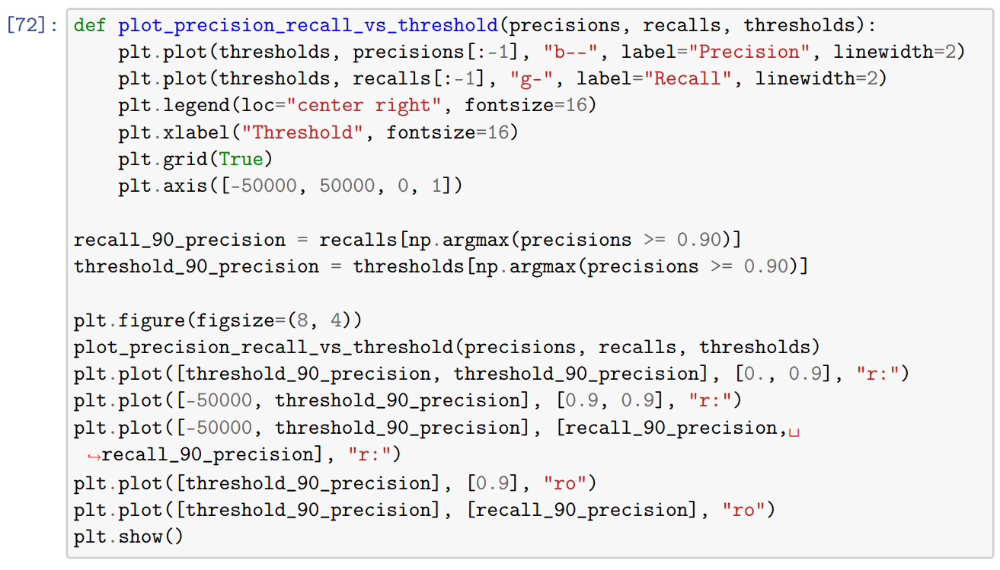 [72]: def plot_precision_recall_vs_threshold(precisions, recalls, thresholds):
    plt.plot(thresholds, precisions[:-1], "b--", label="Precision", linewidth=2)
    plt.plot(thresholds, recalls[:-1], "g-", label="Recall", linewidth=2)
    plt.legend(loc="center right", fontsize=16)
    plt.xlabel("Threshold", fontsize=16)
    plt.grid(True)
    plt.axis([-50000, 50000, 0, 1])

recall_90_precision = recalls[np.argmax(precisions >= 0.90)]
threshold_90_precision = thresholds[np.argmax(precisions >= 0.90)]

plt.figure(figsize=(8, 4))
plot_precision_recall_vs_threshold(precisions, recalls, thresholds)
plt.plot([threshold_90_precision, threshold_90_precision], [0., 0.9], "r:")
plt.plot([-50000, threshold_90_precision], [0.9, 0.9], "r:")
plt.plot([-50000, threshold_90_precision], [recall_90_precision,␣
↪recall_90_precision], "r:")
plt.plot([threshold_90_precision], [0.9], "ro")
plt.plot([threshold_90_precision], [recall_90_precision], "ro")
plt.show()